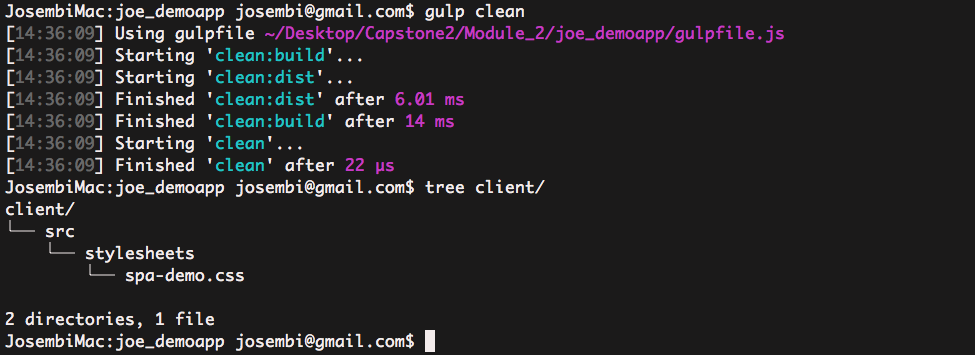 JosembiMac:joe_demoapp josembi@gmail.com$ gulp clean
[14:36:09] Using gulpfile ~/Desktop/Capstone2/Module_2/joe_demoapp/gulpfile.js
[14:36:09] Starting 'clean:build'...
[14:36:09] Starting 'clean:dist'...
[14:36:09] Finished 'clean:dist' after 6.01 ms
[14:36:09] Finished 'clean:build' after 14 ms
[14:36:09] Starting 'clean'...
[14:36:09] Finished 'clean' after 22 μs
JosembiMac:joe_demoapp josembi@gmail.com$ tree client/
client/
└── src
    └── stylesheets
        └── spa-demo.css

2 directories, 1 file
JosembiMac:joe_demoapp josembi@gmail.com$